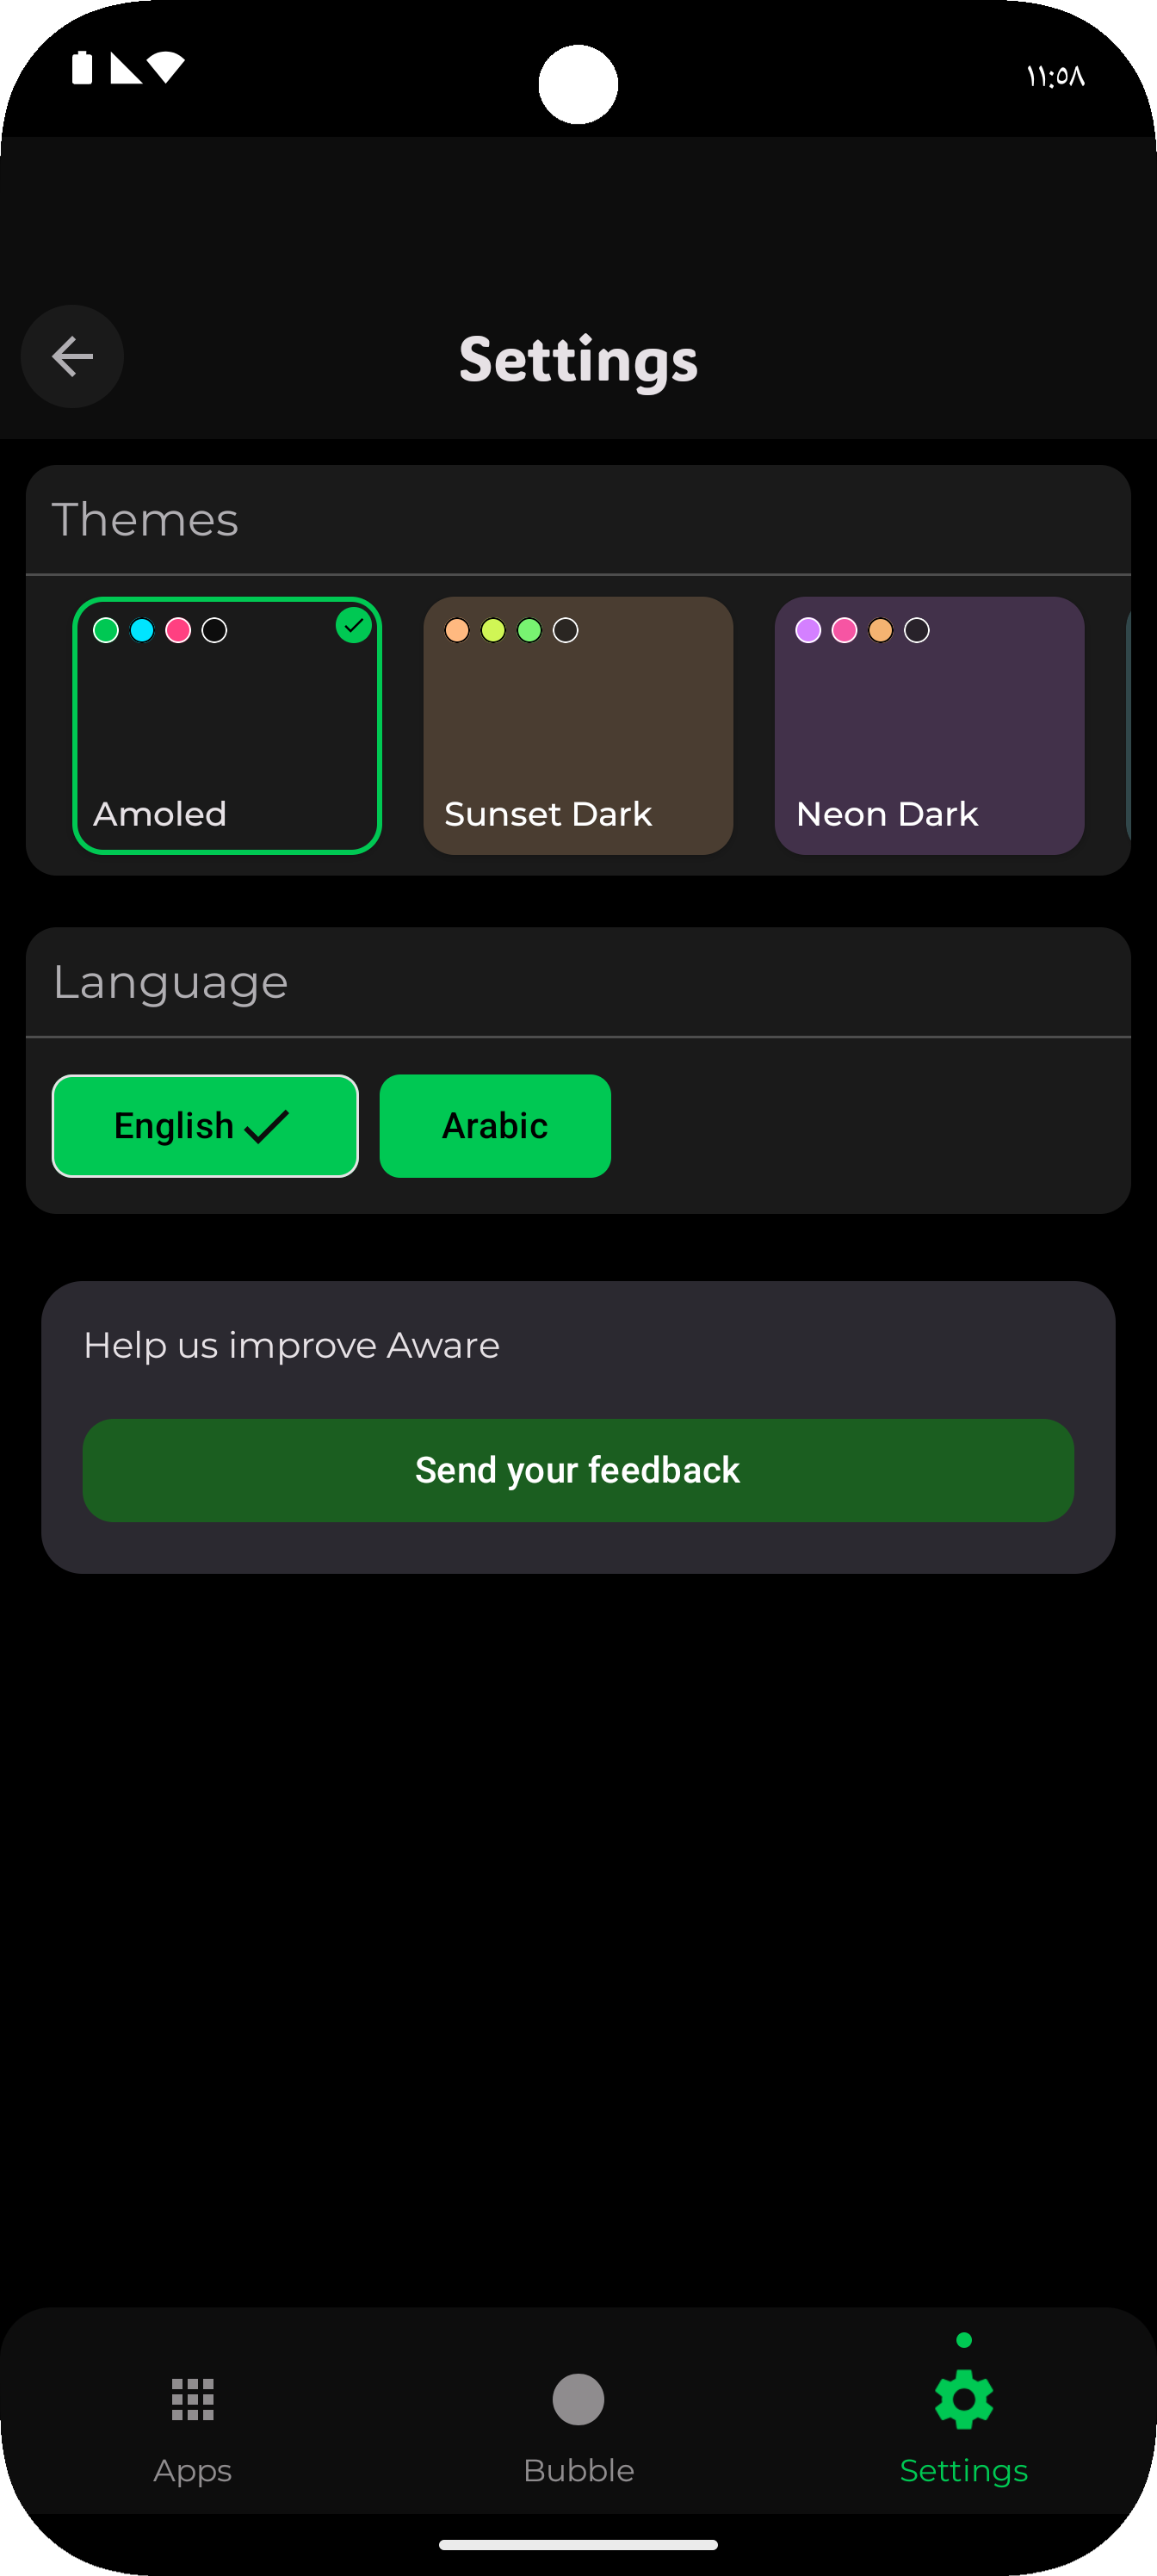 ١١:٥٨
Settings
Themes
Amoled
Sunset Dark
Neon Dark
Language
English
Arabic
Help us improve Aware
Send your feedback
Apps
Bubble
Settings